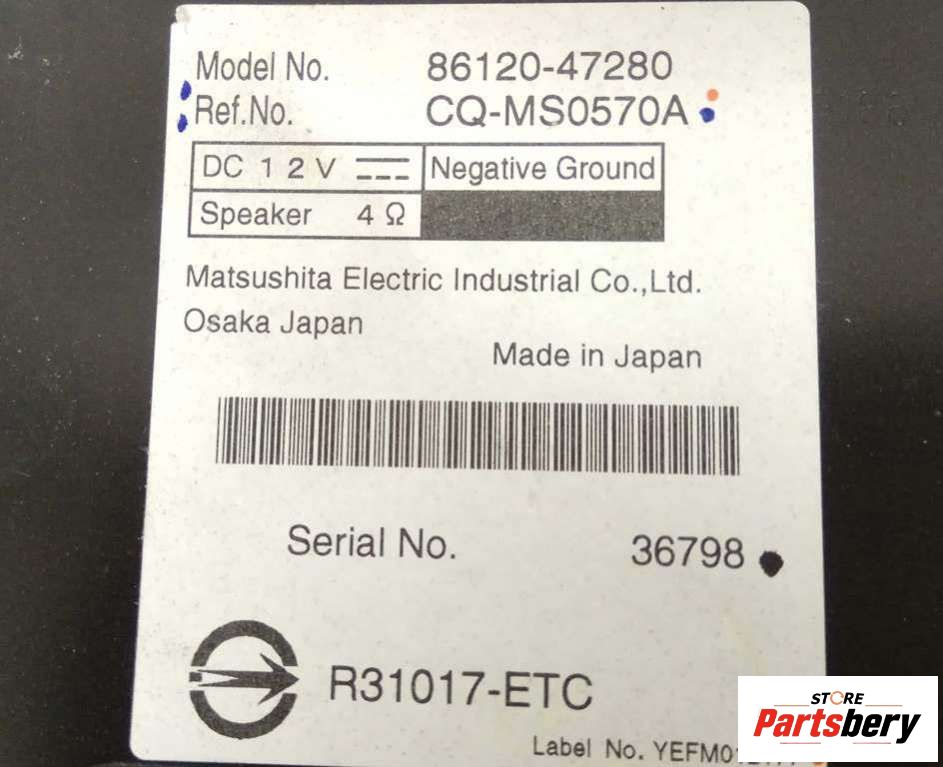 Model No. 86120-47280
Ref.No. CQ-MS0570A
DC 12V Negative Ground
Speaker 4Ω
Matsushita Electric Industrial Co.,Ltd.
Osaka Japan
Made in Japan
Serial No. 36798
R31017-ETC
Label No.
STORE
Partsbery